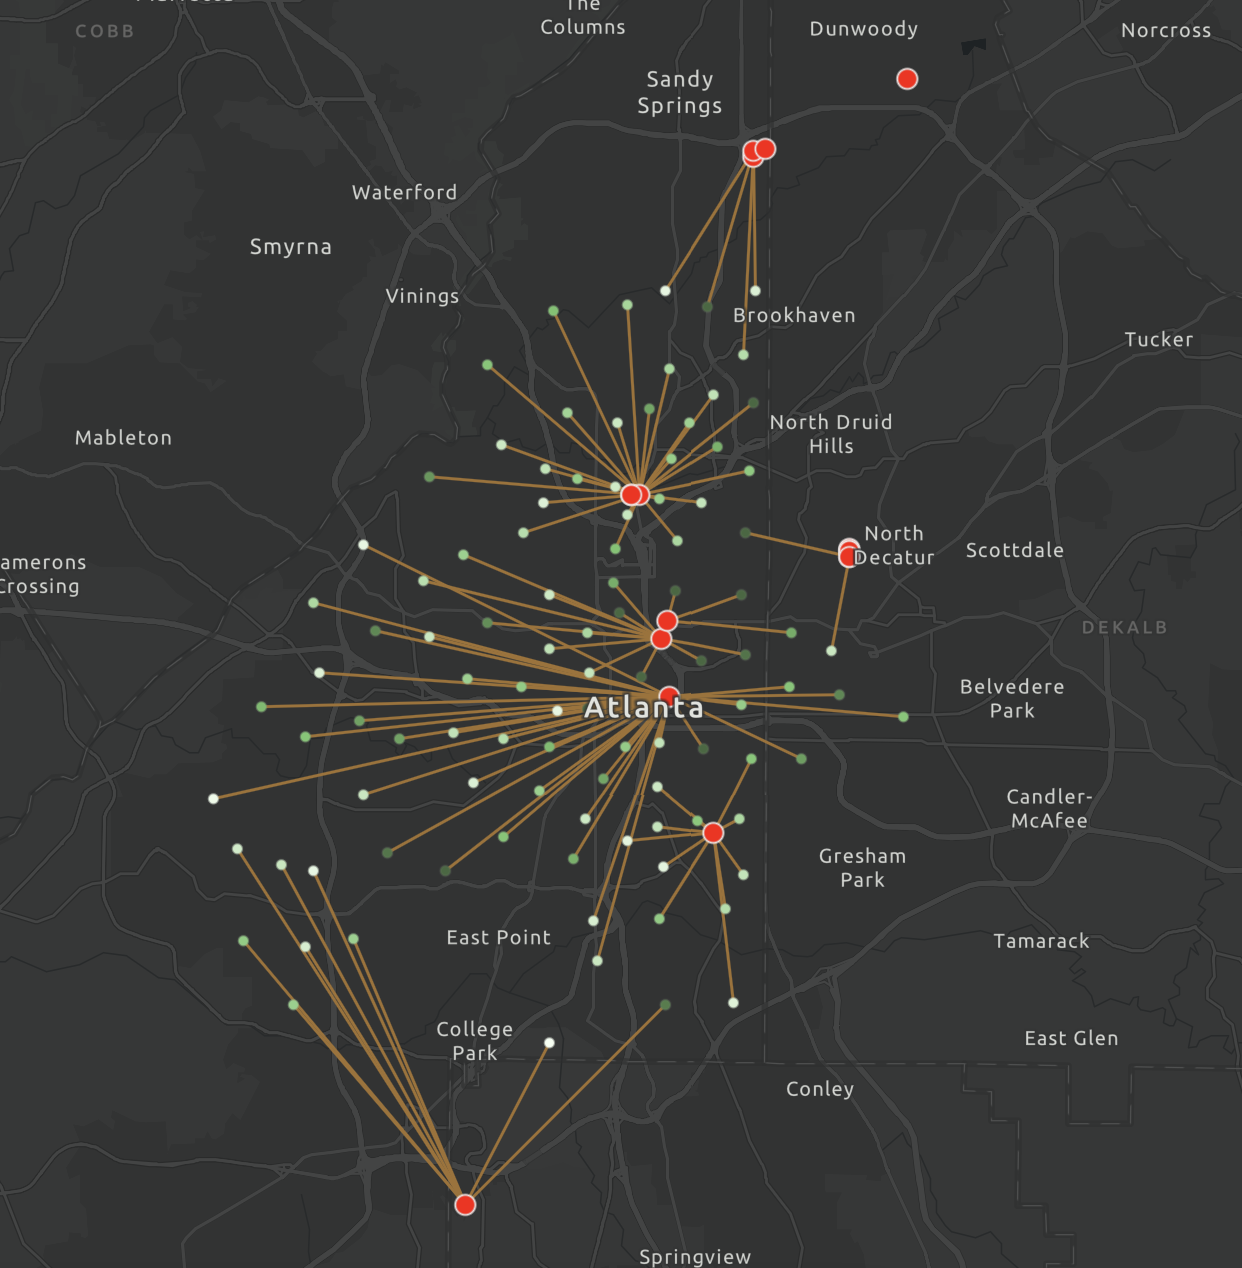 The
Columns
COBB
Dunwoody
Norcross
Sandy
Springs
Waterford
Smyrna
Vinings
Brookhaven
Tucker
North Druid
Hills
Mableton
North
Decatur
Scottdale
amerons
Crossing
DEKALB
Belvedere
Park
Atlanta
Candler-
McAfee
Gresham
Park
East Point
Tamarack
College
Park
East Glen
Conley
Springview